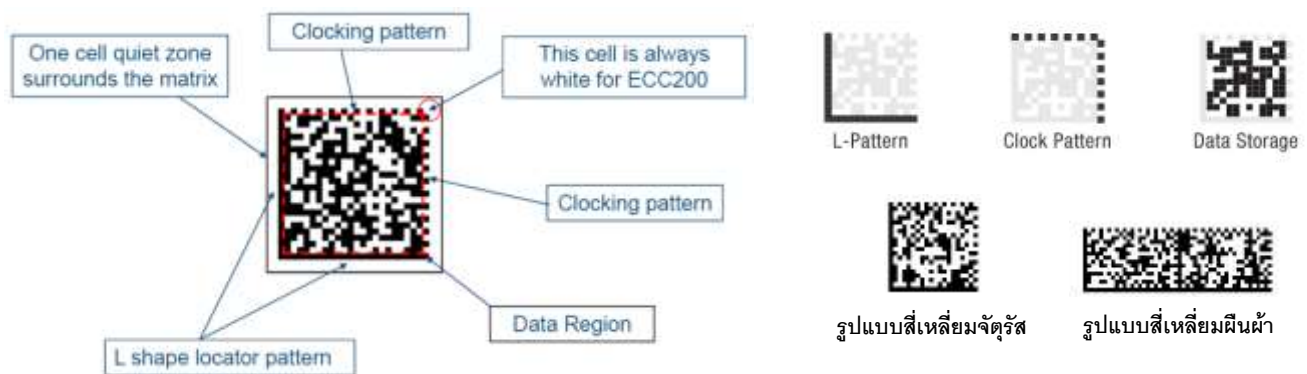 Clocking pattern
One cell quiet zone
surrounds the matrix
This cell is always
white for ECC200
Clocking pattern
Data Region
L shape locator pattern
L-Pattern
Clock Pattern
Data Storage
รูปแบบสี่เหลี่ยมจัตุรัส
รูปแบบสี่เหลี่ยมผืนผ้า